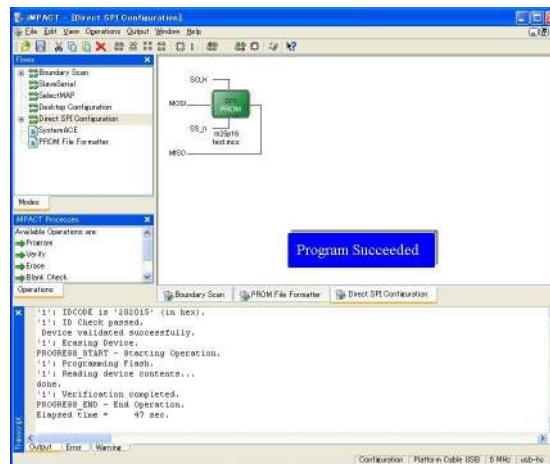 iMPACT - [Direct SPI Configuration]
File Edit View Operations Output Window Help
Flows
Boundary Scan
SlaveSerial
SelectMAP
Desktop Configuration
Direct SPI Configuration
SystemACE
PROM File Formatter
Modes
SCLK
MOSI
SPI
PROM
SS_n
m25p16
test.mcs
MISO
iMPACT Processes
Available Operations are:
Program
Verify
Erase
Blank Check
Operations
Program Succeeded
Boundary Scan
PROM File Formatter
Direct SPI Configuration
'1': IDCODE is '202015' (in hex).
'1': ID Check passed.
Device validated successfully.
'1': Erasing Device.
PROGRESS_START - Starting Operation.
'1': Programming Flash.
'1': Reading device contents...
done.
'1': Verification completed.
PROGRESS_END - End Operation.
Elapsed time = 47 sec.
Transcript
Output Error Warning
Configuration Platform Cable USB 6 MHz usb-hs